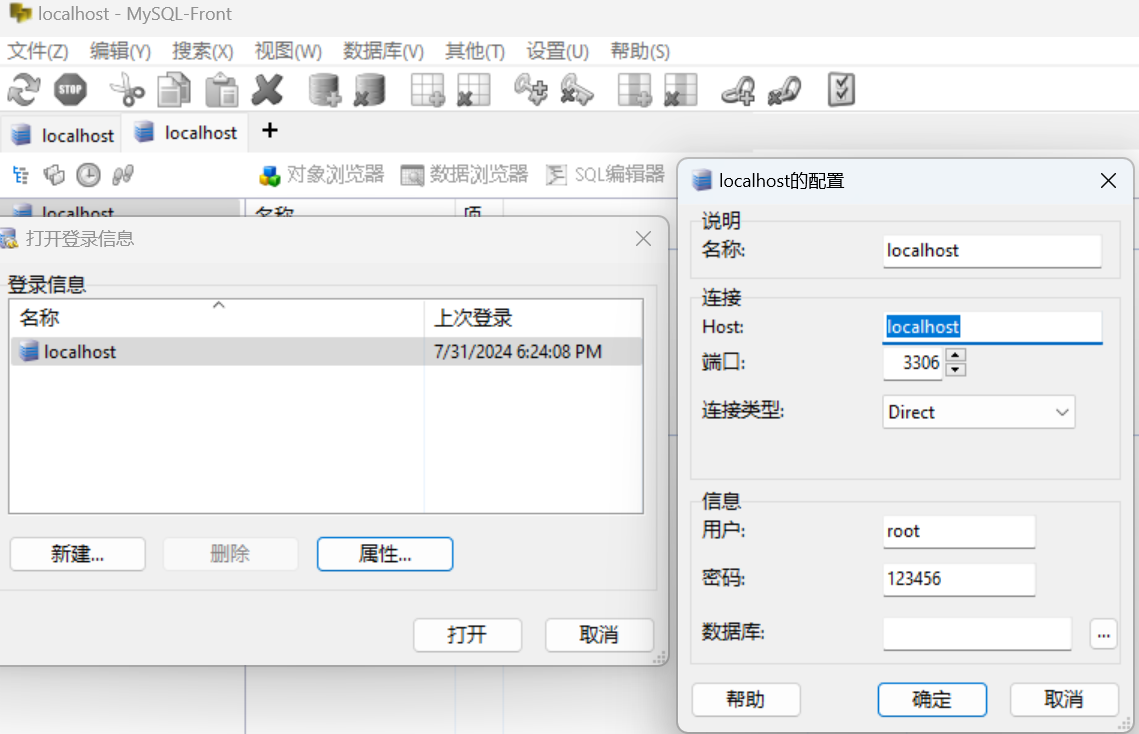 localhost - MySQL-Front
文件(Z) 编辑(Y) 搜索(X) 视图(W) 数据库(V) 其他(T) 设置(U) 帮助(S)
STOP
localhost localhost +
对象浏览器 数据浏览器 SQL编辑器
localhost 名称 项
打开登录信息
登录信息
名称 上次登录
localhost 7/31/2024 6:24:08 PM
新建... 删除 属性...
打开 取消
localhost的配置
说明
名称: localhost
连接
Host: localhost
端口: 3306
连接类型: Direct
信息
用户: root
密码: 123456
数据库: ...
帮助 确定 取消